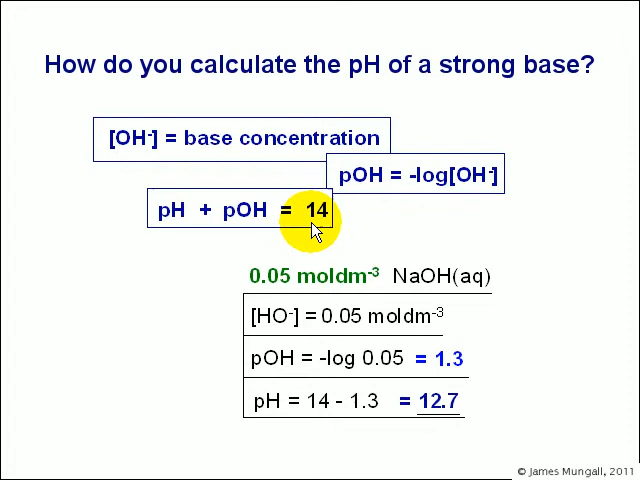 How do you calculate the pH of a strong base?
[OH⁻] = base concentration
pOH = -log[OH⁻]
pH + pOH = 14
0.05 moldm⁻³ NaOH(aq)
[HO⁻] = 0.05 moldm⁻³
pOH = -log 0.05 = 1.3
pH = 14 - 1.3 = 12.7
© James Mungall, 2011